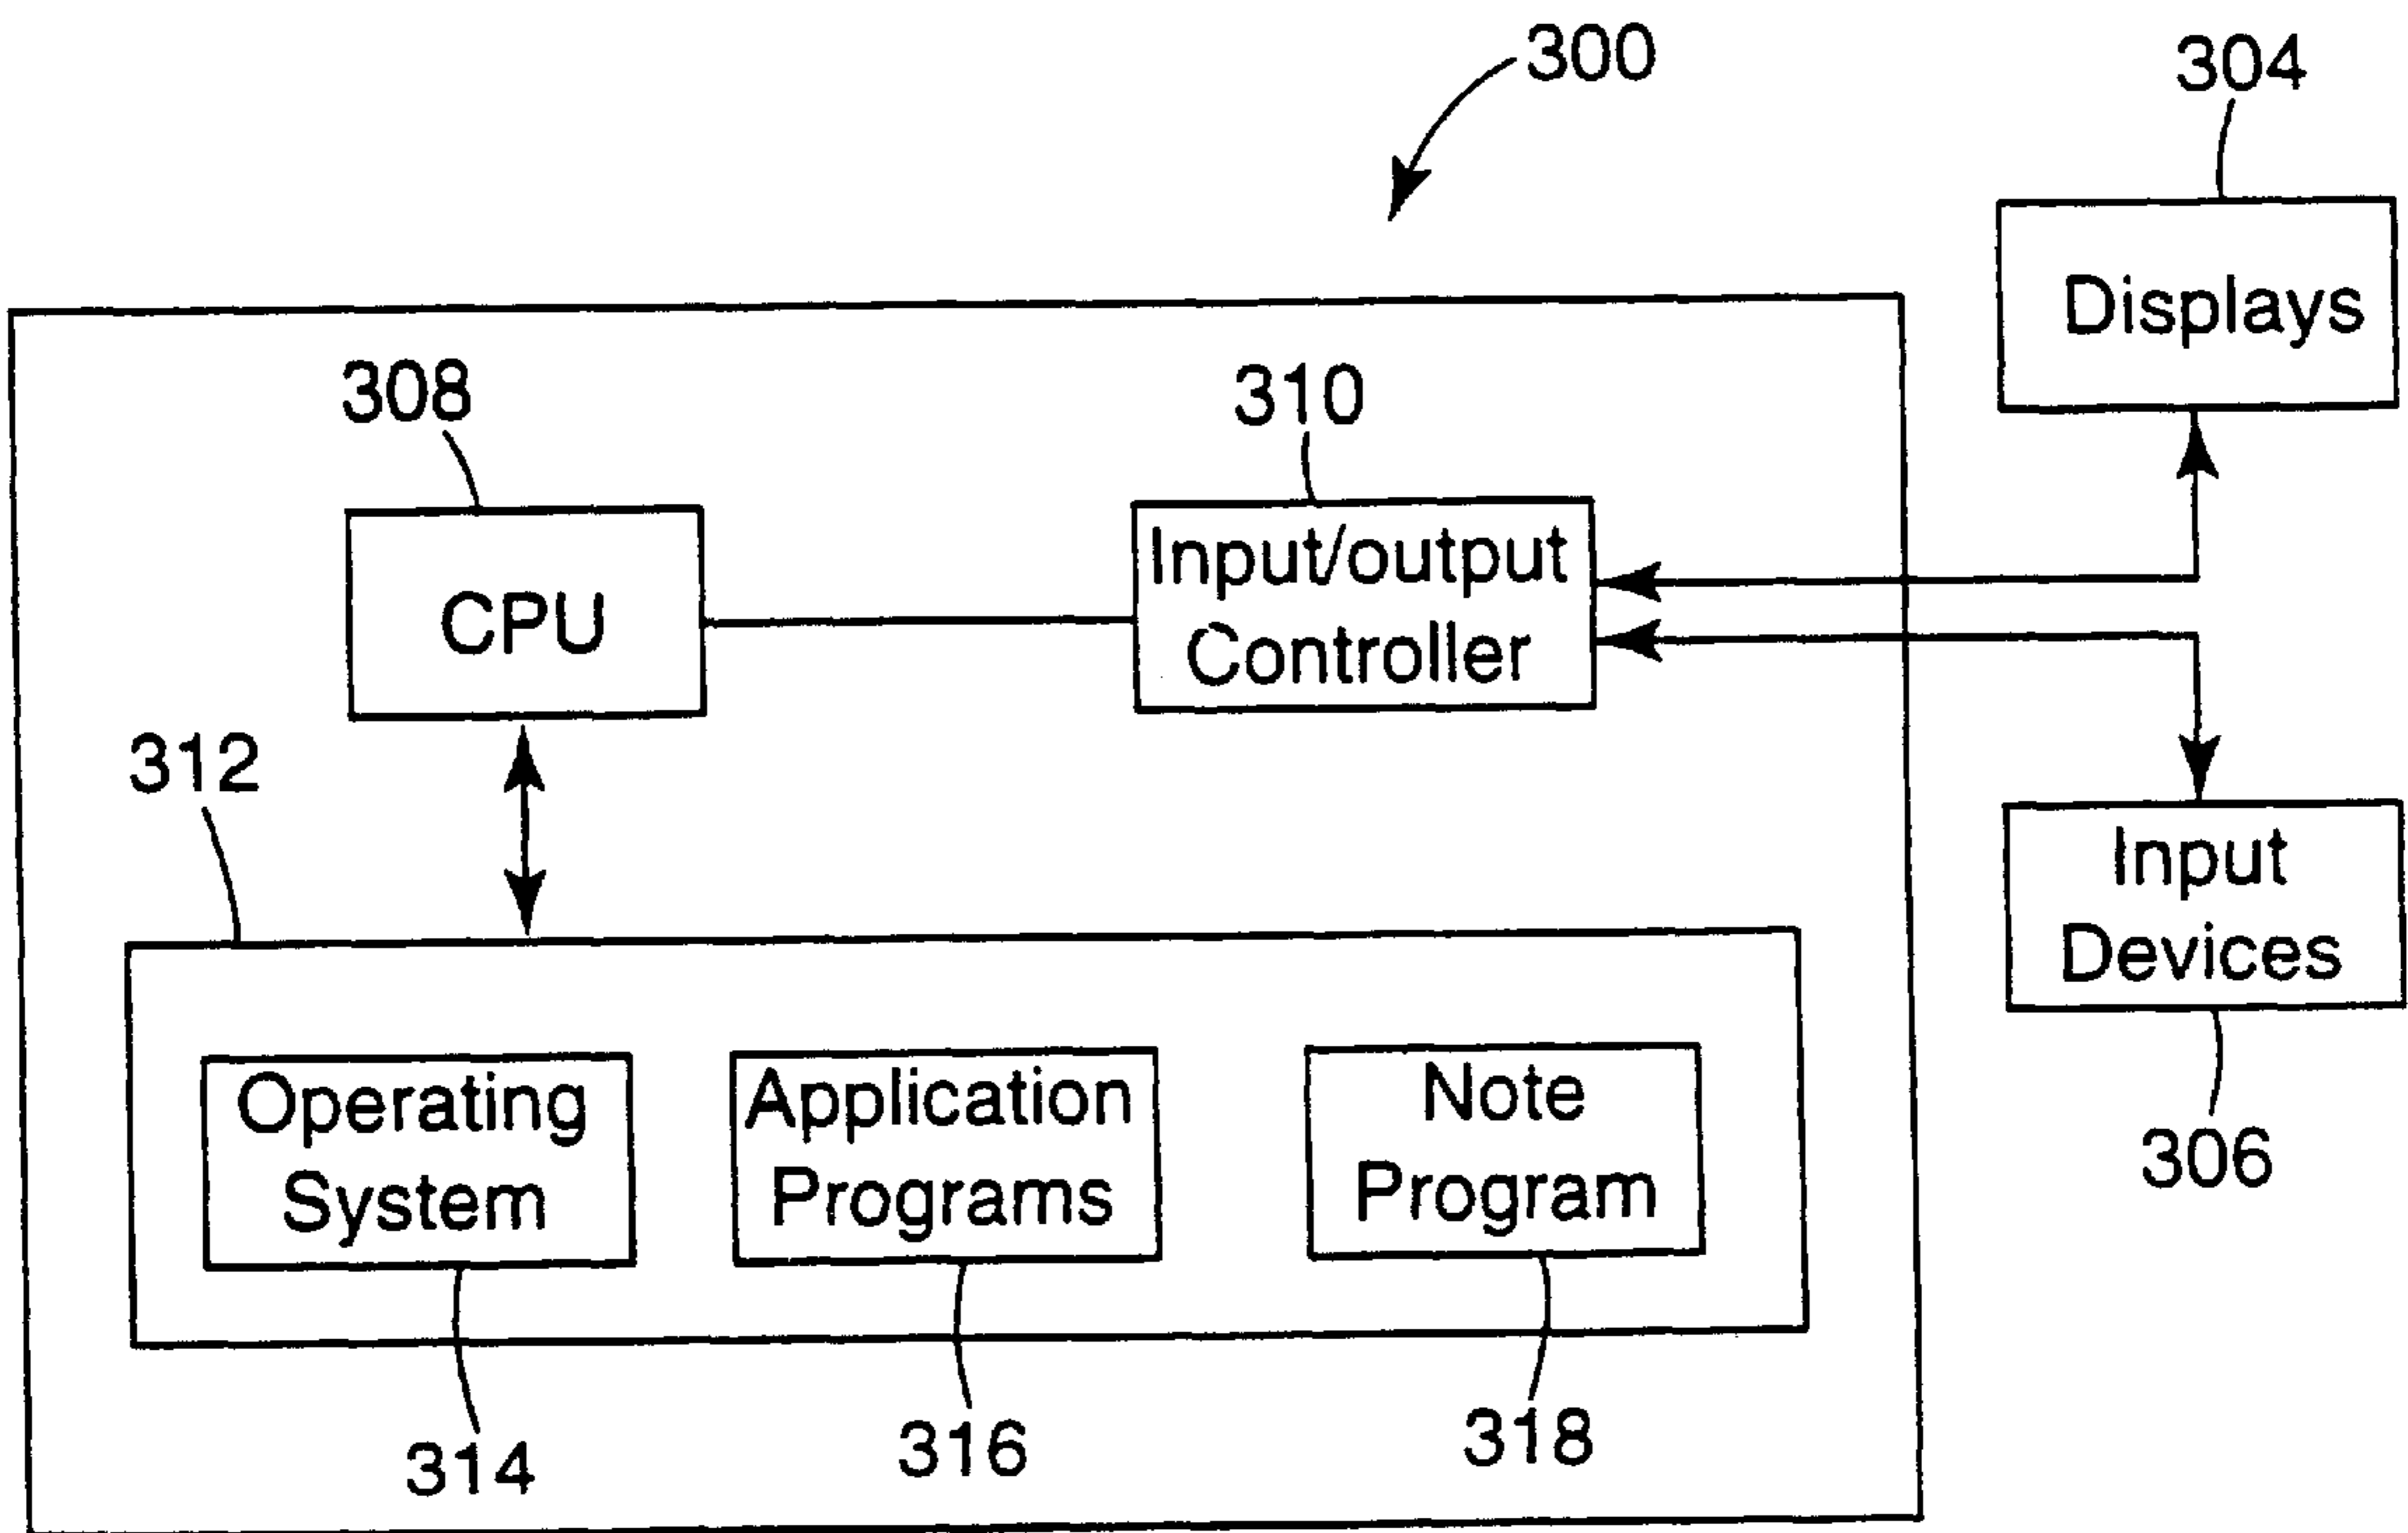 300
304
Displays
308
310
CPU
Input/output
Controller
312
Input
Devices
306
Operating
System
Application
Programs
Note
Program
314
316
318